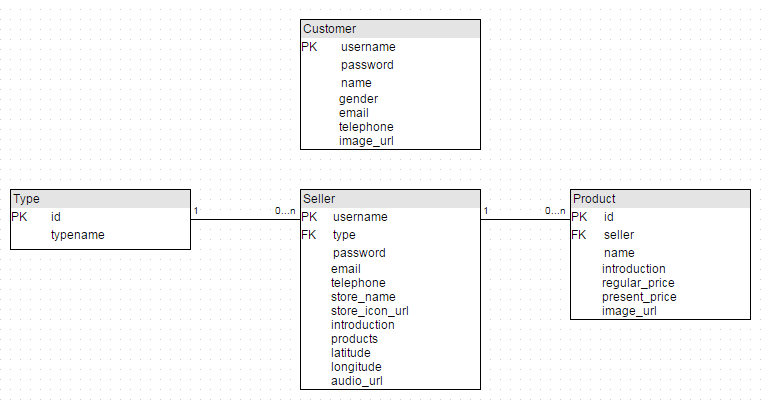 Customer
PK username
password
name
gender
email
telephone
image_url
Type
PK id
typename
1 0...n
Seller
PK username
FK type
password
email
telephone
store_name
store_icon_url
introduction
products
latitude
longitude
audio_url
1 0...n
Product
PK id
FK seller
name
introduction
regular_price
present_price
image_url